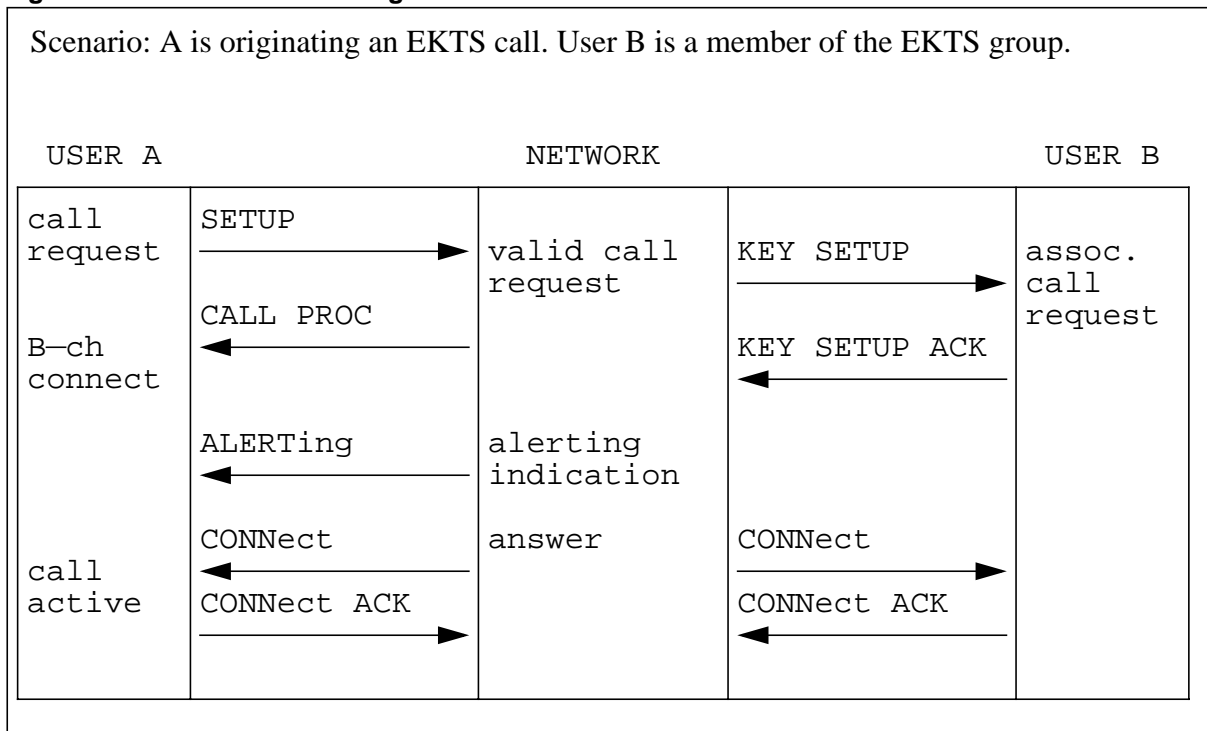 Scenario: A is originating an EKTS call. User B is a member of the EKTS group.
USER A
NETWORK
USER B
call
request
SETUP
valid call
request
KEY SETUP
assoc.
call
request
CALL PROC
B—ch
connect
KEY SETUP ACK
ALERTing
alerting
indication
CONNect
answer
CONNect
call
active
CONNect ACK
CONNect ACK